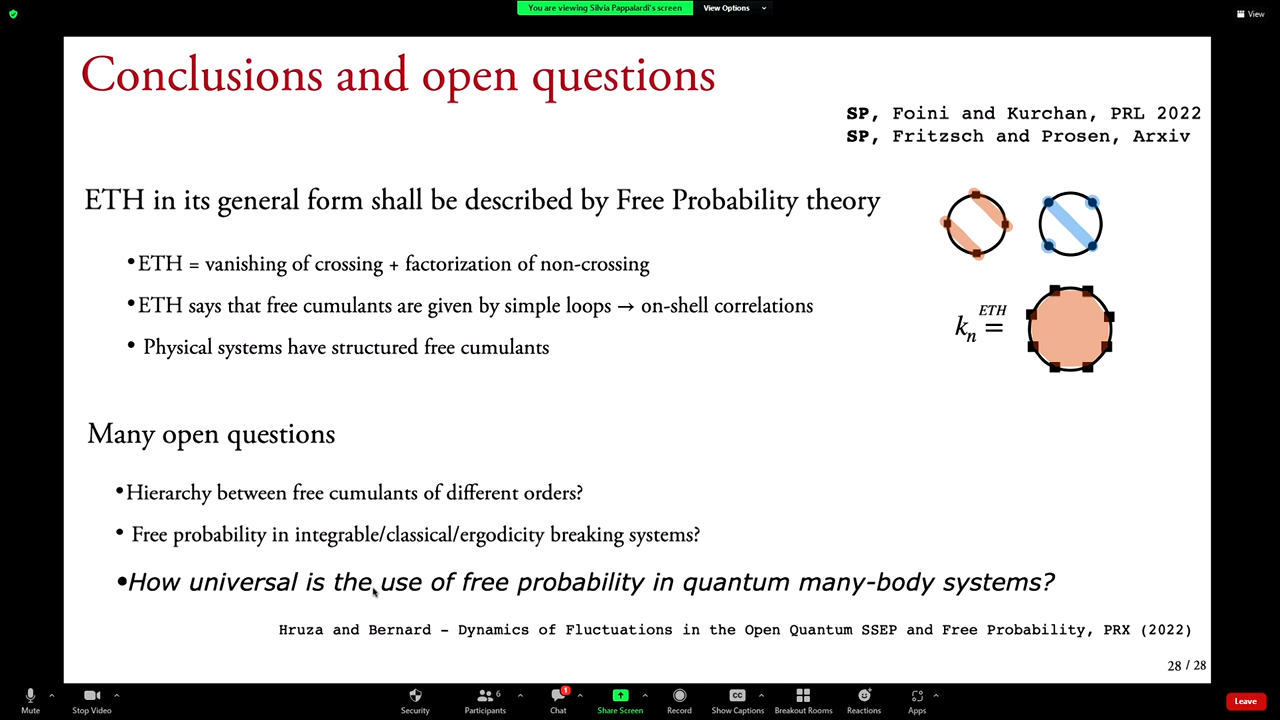 You are viewing Silvia Pappalardi's screen
View Options
View
Conclusions and open questions
SP, Foini and Kurchan, PRL 2022
SP, Fritzsch and Prosen, Arxiv
ETH in its general form shall be described by Free Probability theory
•ETH = vanishing of crossing + factorization of non-crossing
•ETH says that free cumulants are given by simple loops → on-shell correlations
• Physical systems have structured free cumulants
ETH
kn =
Many open questions
•Hierarchy between free cumulants of different orders?
• Free probability in integrable/classical/ergodicity breaking systems?
•How universal is the use of free probability in quantum many-body systems?
Hruza and Bernard – Dynamics of Fluctuations in the Open Quantum SSEP and Free Probability, PRX (2022)
28 / 28
Mute
Stop Video
Security
Participants
6
Chat
1
Share Screen
Record
CC
Show Captions
Breakout Rooms
Reactions
Apps
Leave